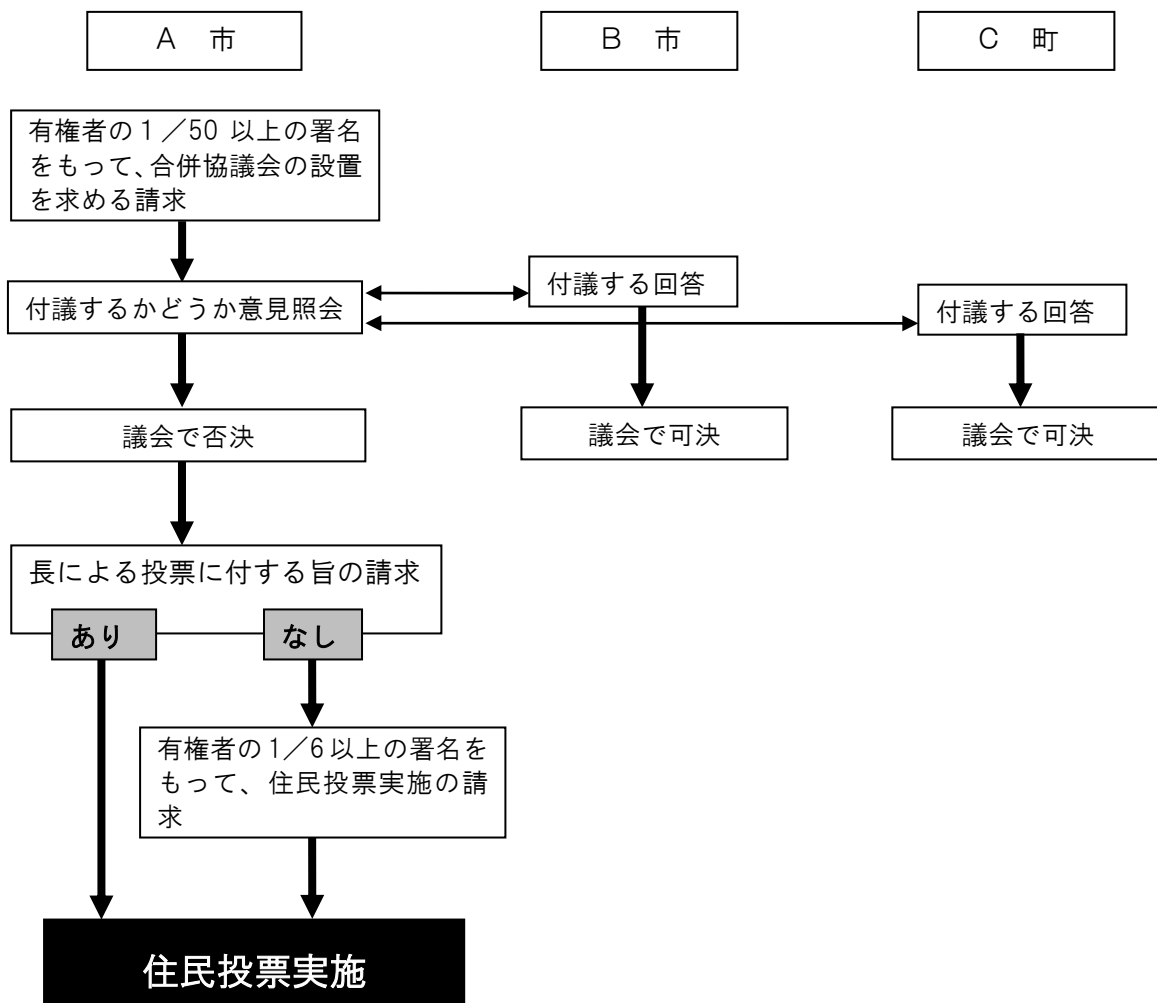 A 市
B 市
C 町
有権者の1/50 以上の署名
をもって、合併協議会の設置
を求める請求
付議するかどうか意見照会
付議する回答
付議する回答
議会で否決
議会で可決
議会で可決
長による投票に付する旨の請求
あり
なし
有権者の1/6以上の署名を
もって、住民投票実施の請
求
住民投票実施